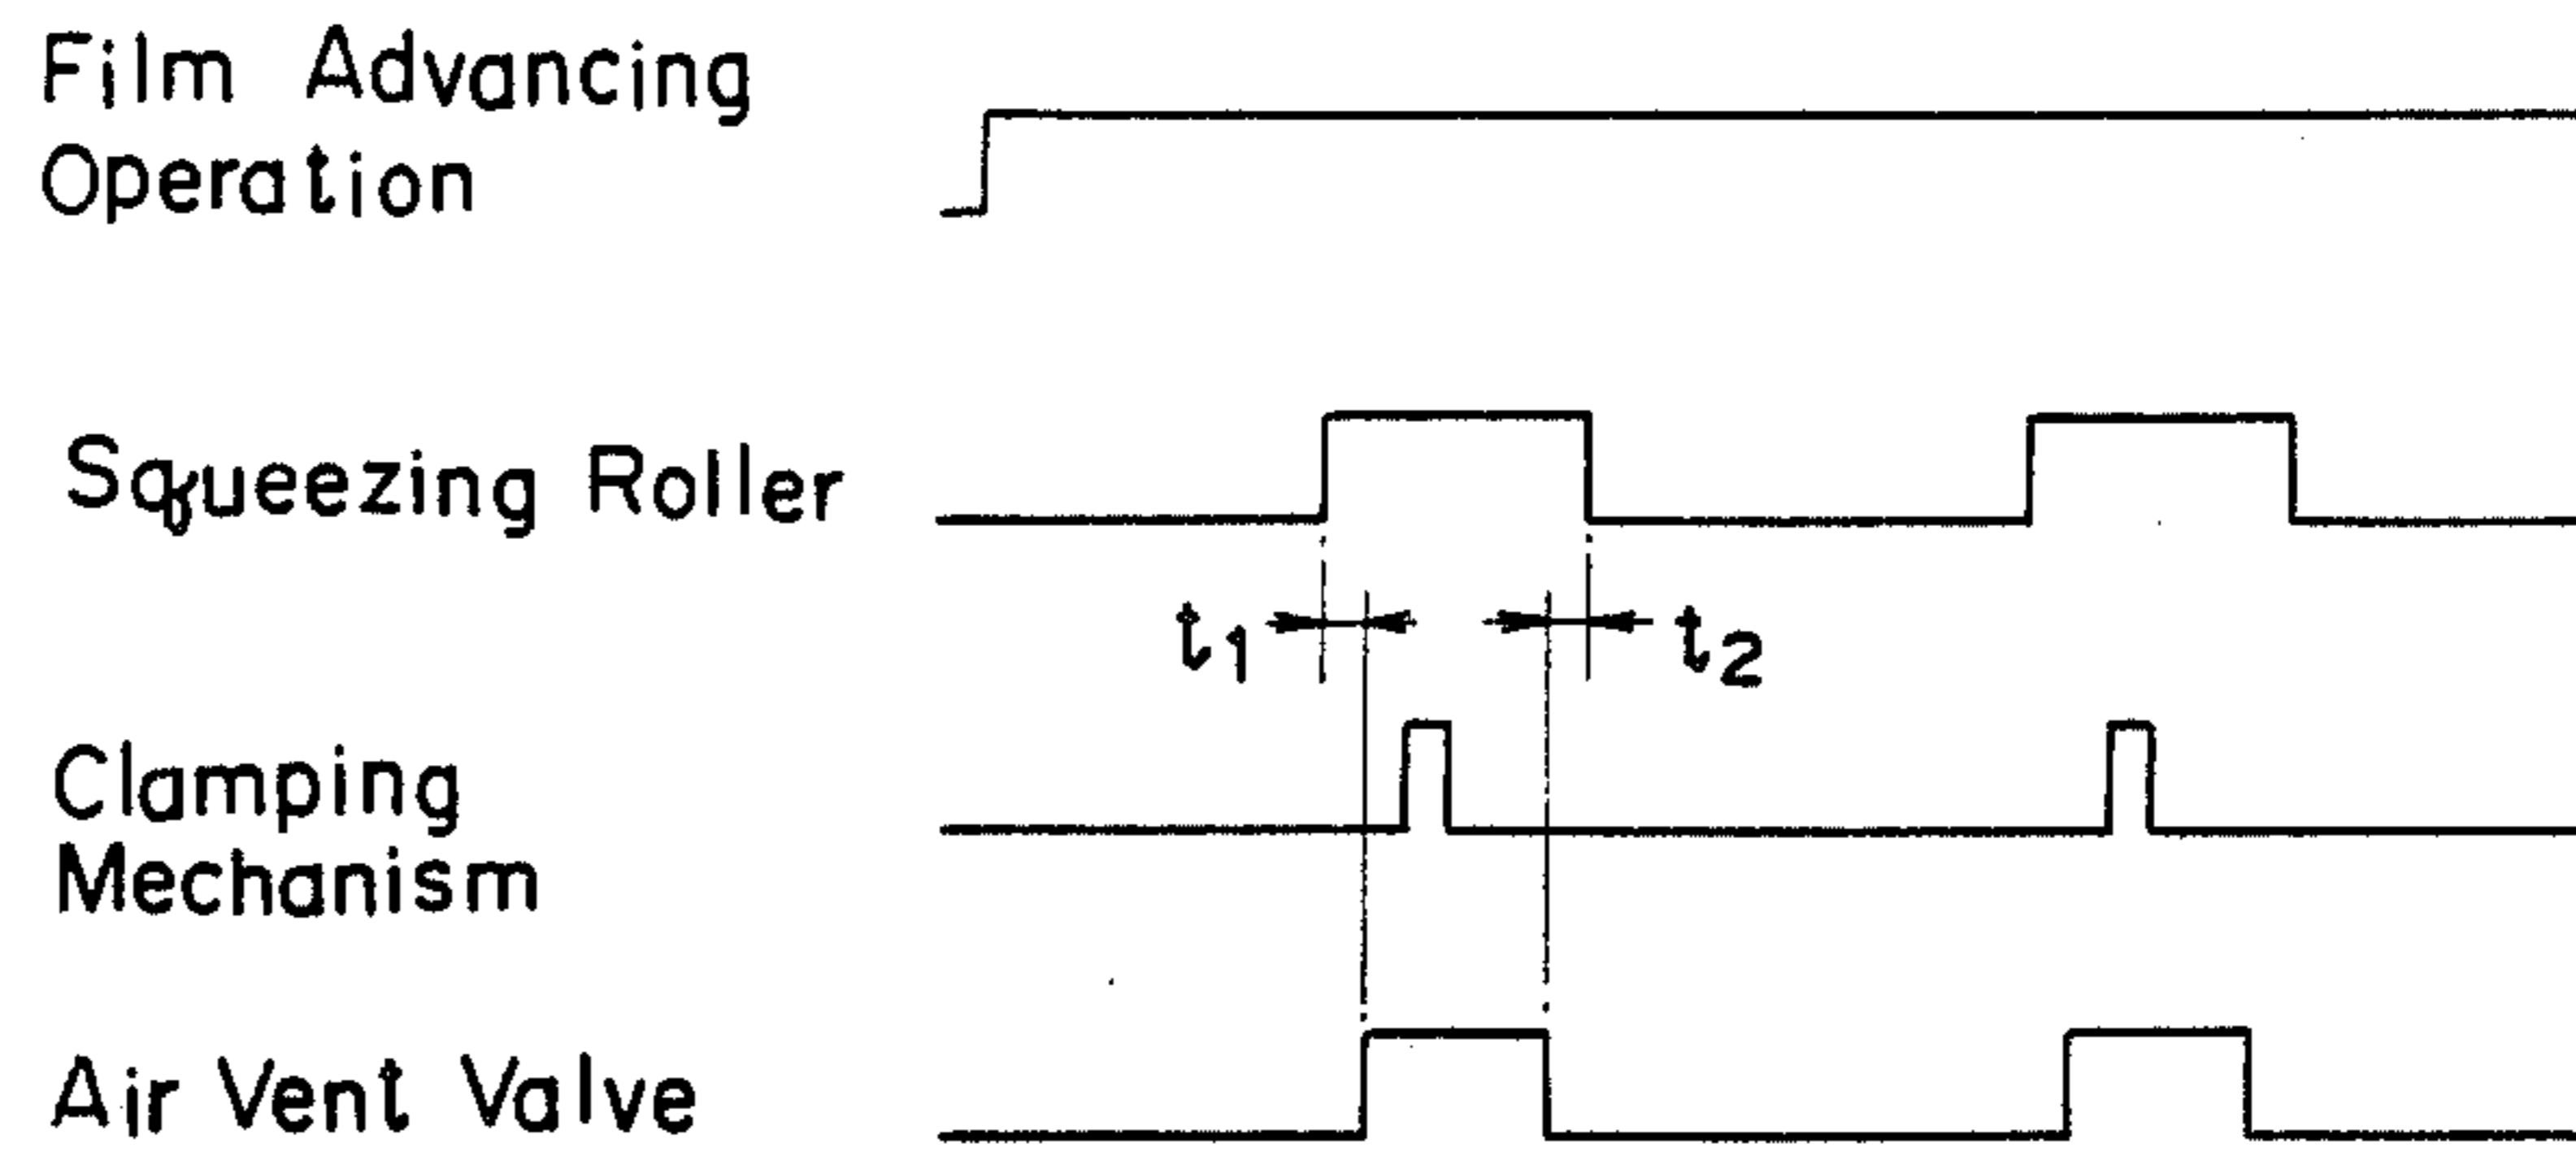 Film Advancing
Operation
Squeezing Roller
t1
t2
Clamping
Mechanism
Air Vent Valve